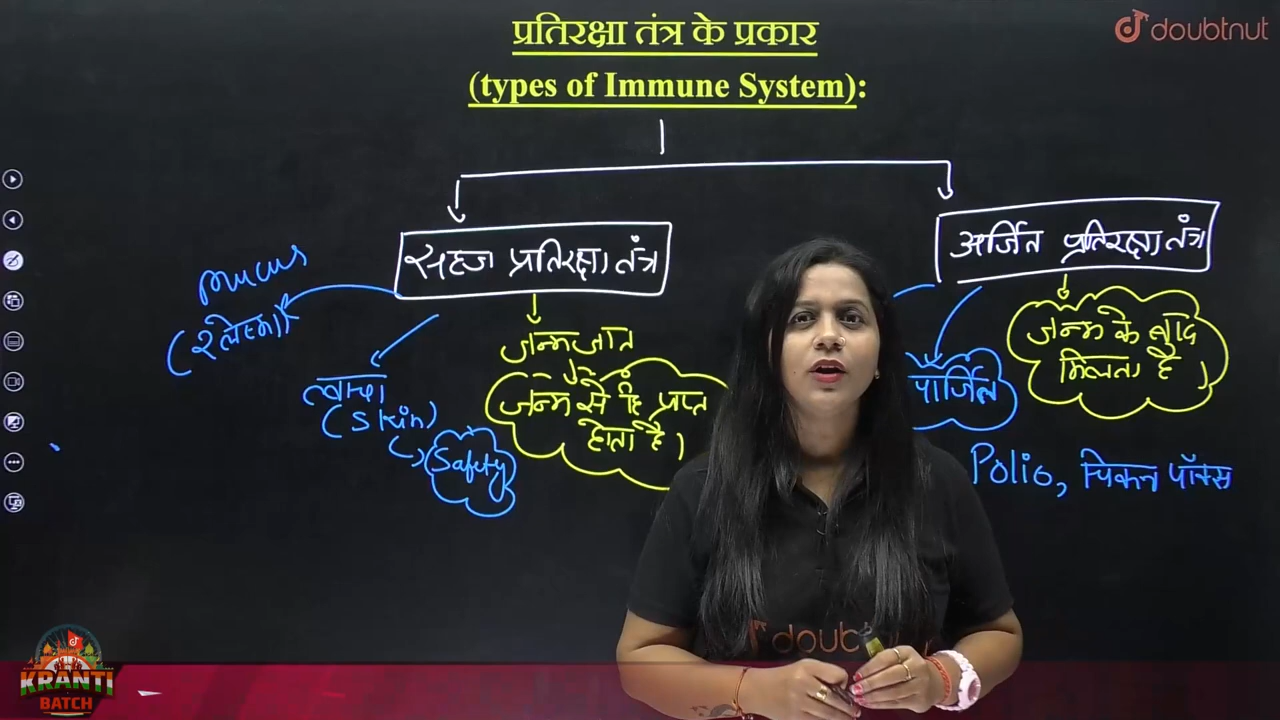 प्रतिरक्षा तंत्र के प्रकार
(types of Immune System):
doubtnut
सहज प्रतिरक्षा तंत्र
अर्जित प्रतिरक्षा तंत्र
mucus
(श्लेष्मा)
त्वचा
(Skin)
Safety
जन्मजात
जन्म से हि प्राप्त
होता है।
जन्म के बाद
मिलता है।
पार्जित
Polio, चिकन पॉक्स
doubt
KRANTI
BATCH